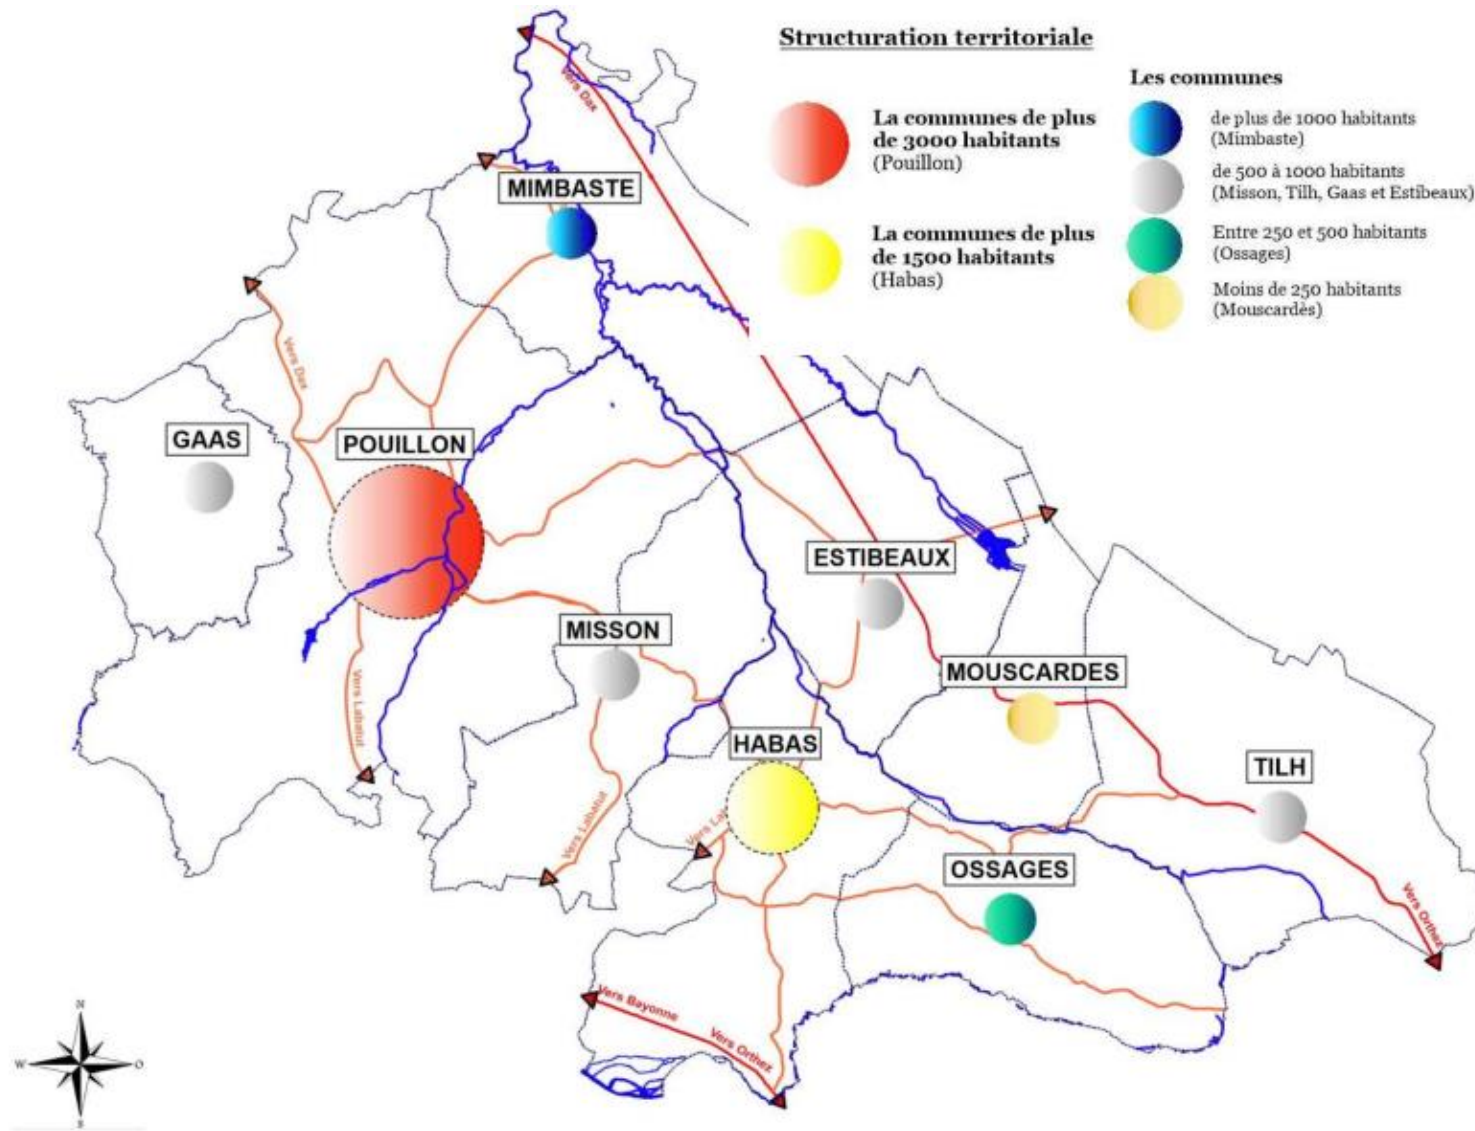 Structuration territoriale
Les communes
La communes de plus
de 3000 habitants
(Pouillon)
La communes de plus
de 1500 habitants
(Habas)
de plus de 1000 habitants
(Mimbaste)
de 500 à 1000 habitants
(Misson, Tilh, Gaas et Estibeaux)
Entre 250 et 500 habitants
(Ossages)
Moins de 250 habitants
(Mouscardès)
Vers Dax
MIMBASTE
Vers Dax
GAAS
POUILLON
ESTIBEAUX
MISSON
MOUSCARDES
Vers Labatut
HABAS
TILH
Vers Labatut
Vers
OSSAGES
Vers Orthez
Vers Bayonne
Vers Orthez
N
W
O
S